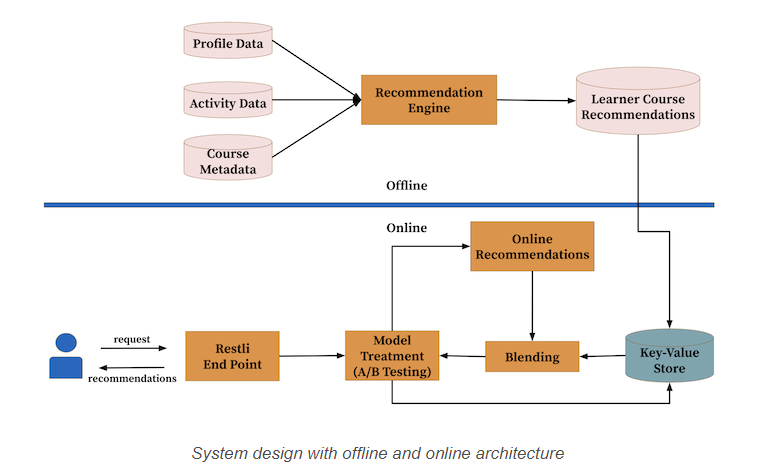 Profile Data
Activity Data
Course
Metadata
Recommendation
Engine
Learner Course
Recommendations
Offline
Online
Online
Recommendations
request
recommendations
Restli
End Point
Model
Treatment
(A/B Testing)
Blending
Key-Value
Store
System design with offline and online architecture